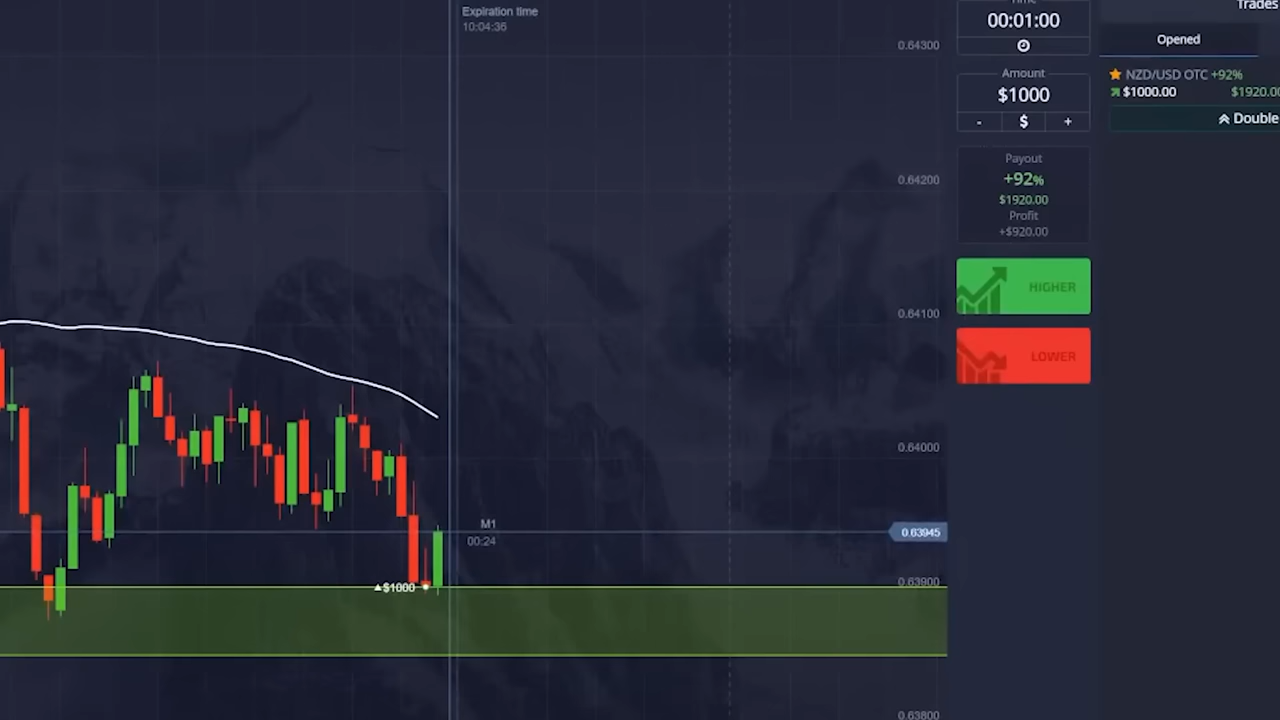 Expiration time
10:04:36
0.64300
0.64200
0.64100
0.64000
0.63945
0.63900
0.63800
M1
00:24
$1000
00:01:00
Amount
$1000
- $ +
Payout
+92%
$1920.00
Profit
+$920.00
HIGHER
LOWER
Trades
Opened
NZD/USD OTC +92%
$1000.00 $1920.00
Double